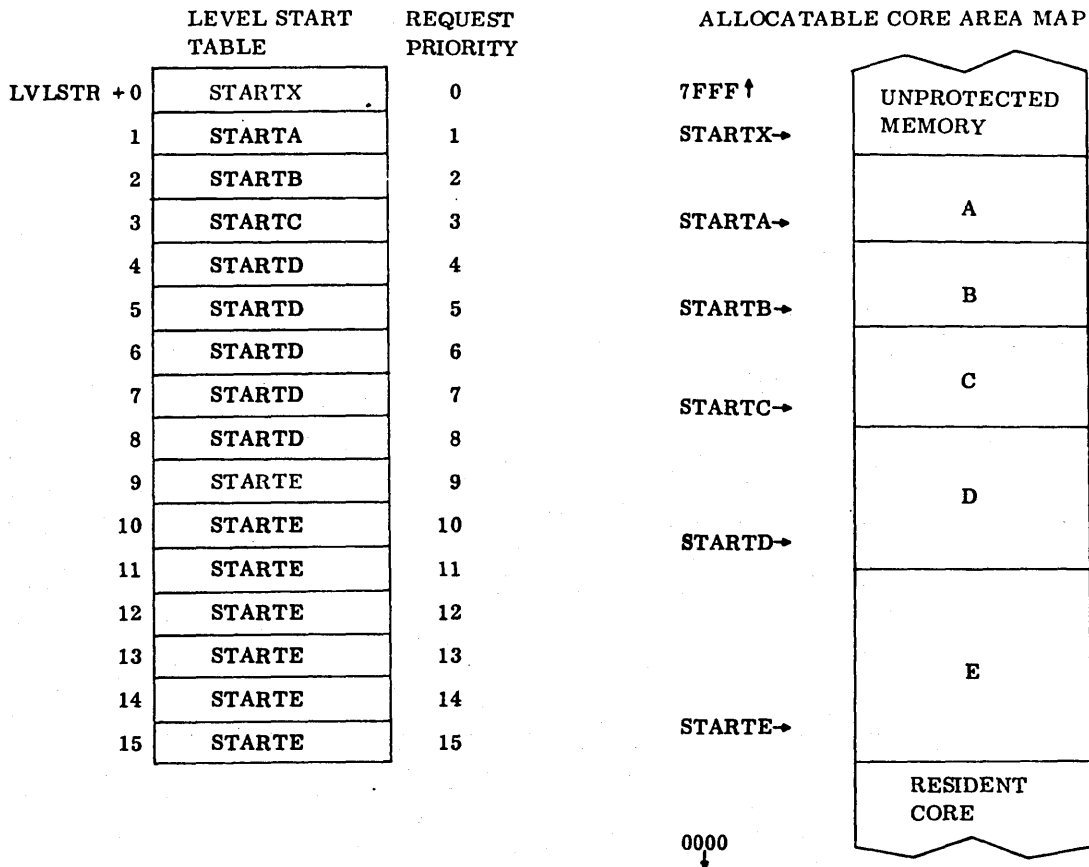 LEVEL START TABLE
REQUEST PRIORITY
LVLSTR +0 STARTX 0
1 STARTA 1
2 STARTB 2
3 STARTC 3
4 STARTD 4
5 STARTD 5
6 STARTD 6
7 STARTD 7
8 STARTD 8
9 STARTE 9
10 STARTE 10
11 STARTE 11
12 STARTE 12
13 STARTE 13
14 STARTE 14
15 STARTE 15
ALLOCATABLE CORE AREA MAP
7FFF↑
UNPROTECTED
MEMORY
STARTX→
A
STARTA→
B
STARTB→
C
STARTC→
D
STARTD→
E
STARTE→
RESIDENT
CORE
0000
↓